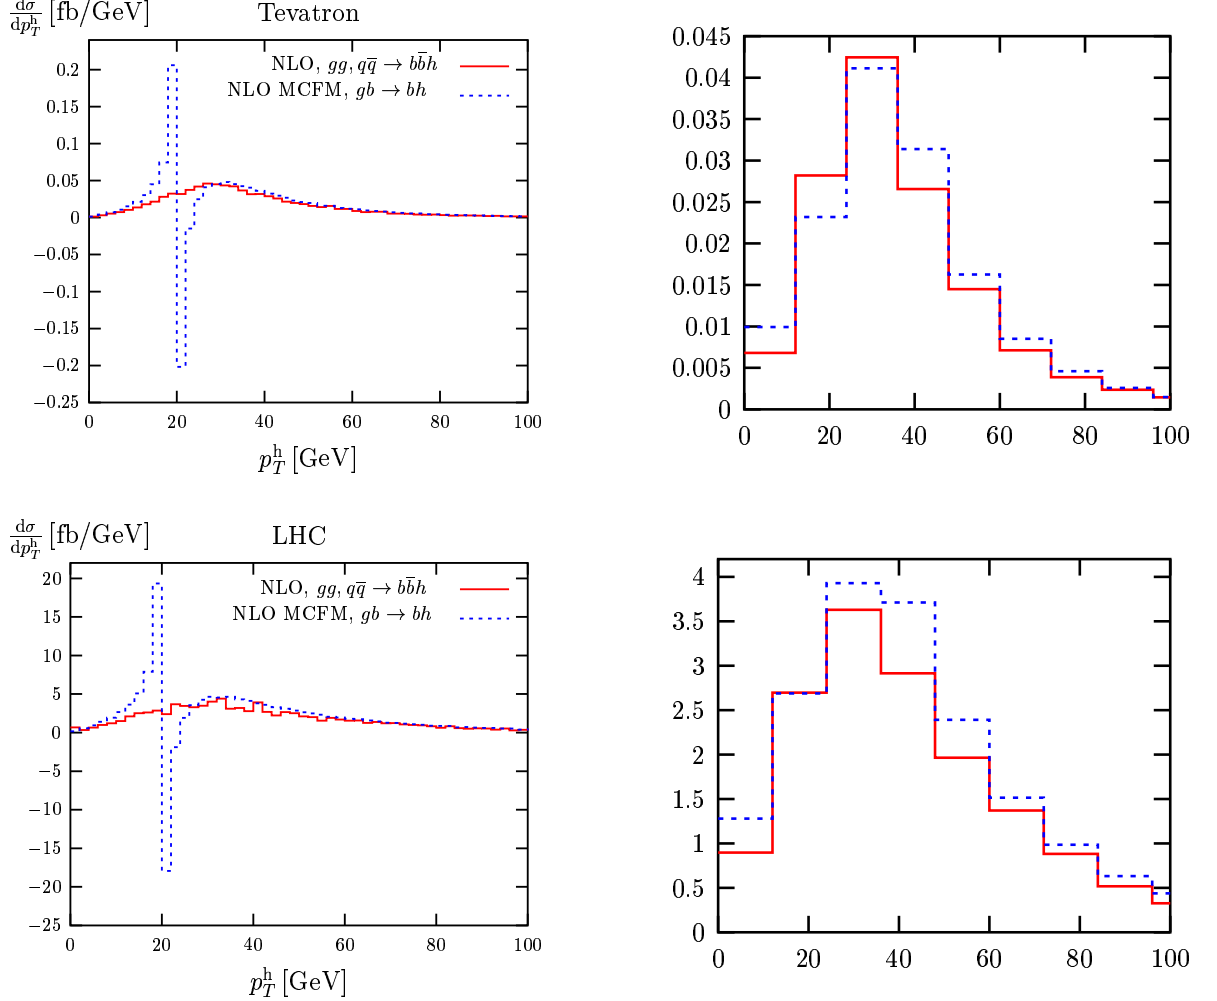 dσ/dp_T^h [fb/GeV]
Tevatron
NLO, gg, qq̅ → bb̅h
NLO MCFM, gb → bh
0.2
0.15
0.1
0.05
0
−0.05
−0.1
−0.15
−0.2
−0.25
0 20 40 60 80 100
p_T^h [GeV]
0.045
0.04
0.035
0.03
0.025
0.02
0.015
0.01
0.005
0
0 20 40 60 80 100
dσ/dp_T^h [fb/GeV]
LHC
NLO, gg, qq̅ → bb̅h
NLO MCFM, gb → bh
20
15
10
5
0
−5
−10
−15
−20
−25
0 20 40 60 80 100
p_T^h [GeV]
4
3.5
3
2.5
2
1.5
1
0.5
0
0 20 40 60 80 100